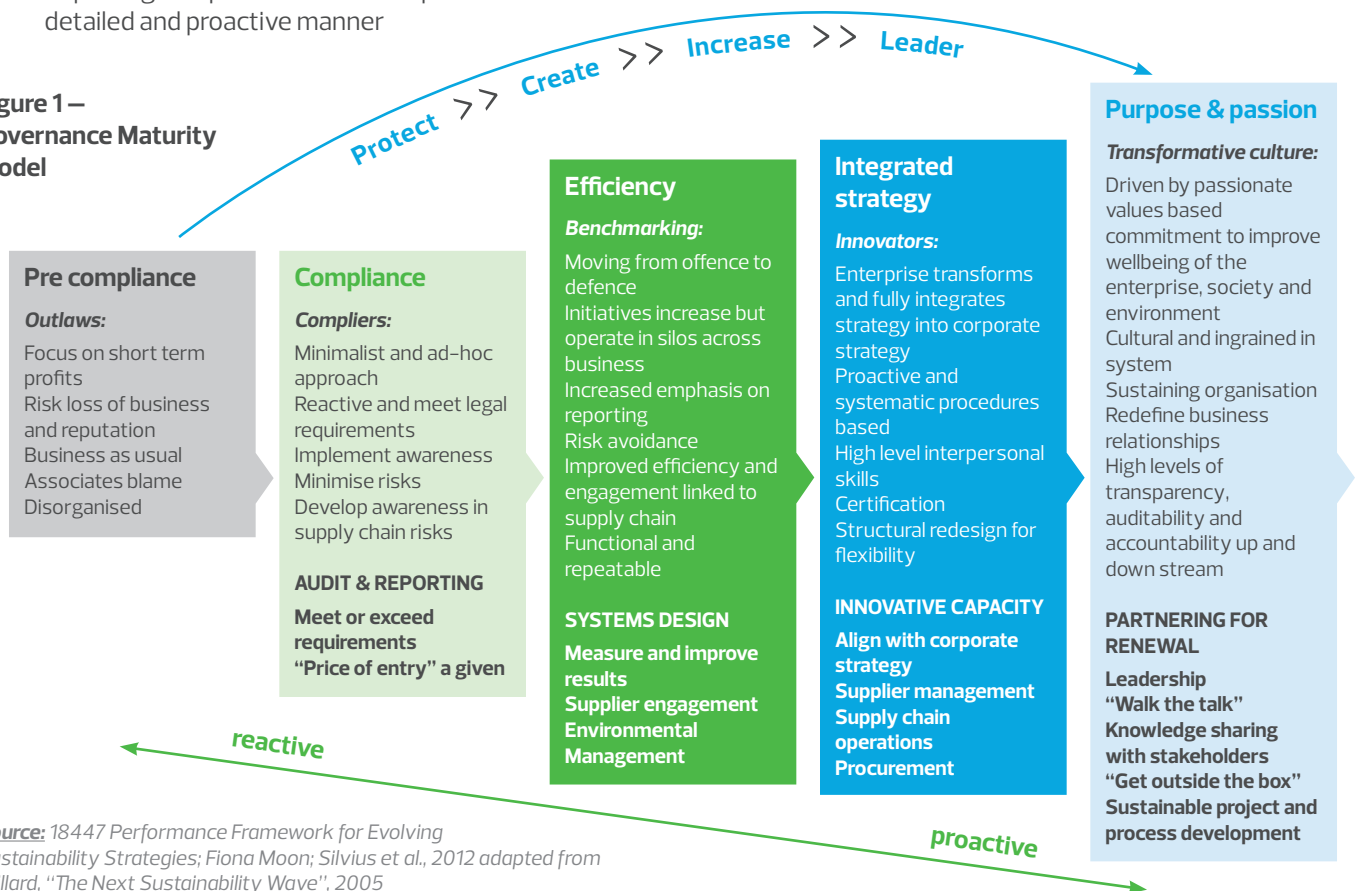 detailed and proactive manner
Protect >> Create >> Increase >> Leader
gure 1 –
overnance Maturity
odel
Pre compliance
Outlaws:
Focus on short term
profits
Risk loss of business
and reputation
Business as usual
Associates blame
Disorganised
Compliance
Compliers:
Minimalist and ad-hoc
approach
Reactive and meet legal
requirements
Implement awareness
Minimise risks
Develop awareness in
supply chain risks
AUDIT & REPORTING
Meet or exceed
requirements
“Price of entry” a given
Efficiency
Benchmarking:
Moving from offence to
defence
Initiatives increase but
operate in silos across
business
Increased emphasis on
reporting
Risk avoidance
Improved efficiency and
engagement linked to
supply chain
Functional and
repeatable
SYSTEMS DESIGN
Measure and improve
results
Supplier engagement
Environmental
Management
Integrated
strategy
Innovators:
Enterprise transforms
and fully integrates
strategy into corporate
strategy
Proactive and
systematic procedures
based
High level interpersonal
skills
Certification
Structural redesign for
flexibility
INNOVATIVE CAPACITY
Align with corporate
strategy
Supplier management
Supply chain
operations
Procurement
Purpose & passion
Transformative culture:
Driven by passionate
values based
commitment to improve
wellbeing of the
enterprise, society and
environment
Cultural and ingrained in
system
Sustaining organisation
Redefine business
relationships
High levels of
transparency,
auditability and
accountability up and
down stream
PARTNERING FOR
RENEWAL
Leadership
“Walk the talk”
Knowledge sharing
with stakeholders
“Get outside the box”
Sustainable project and
process development
reactive
proactive
urce: 18447 Performance Framework for Evolving
stainability Strategies; Fiona Moon; Silvius et al., 2012 adapted from
llard, “The Next Sustainability Wave”, 2005